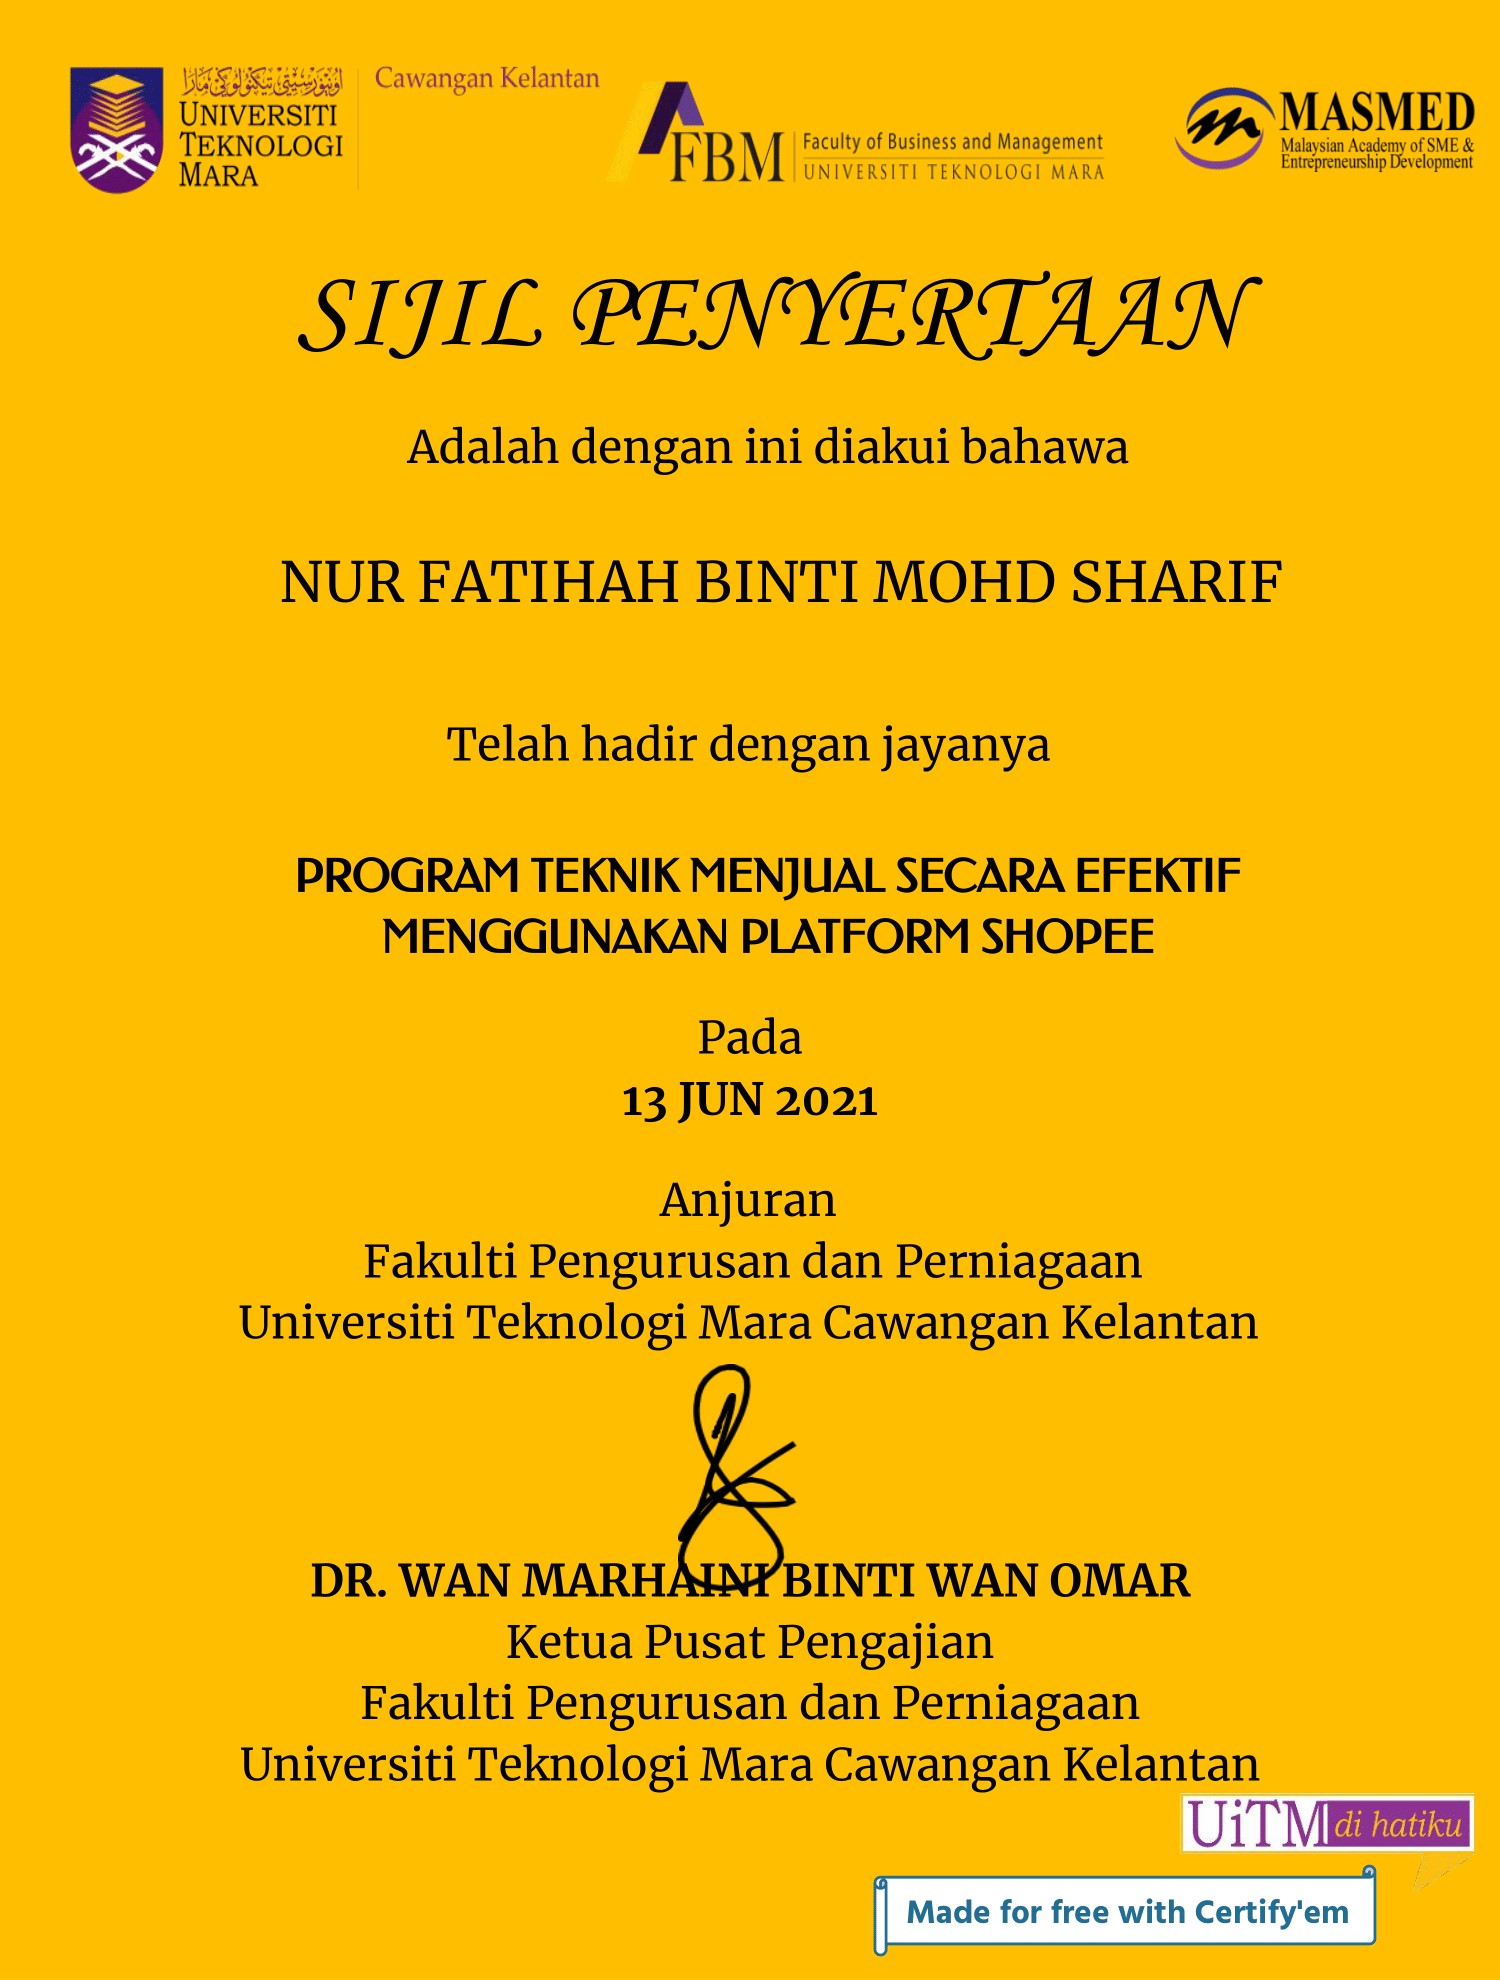 اونيۏرسيتي تيكنولوڬي مارا
UNIVERSITI
TEKNOLOGI
MARA
Cawangan Kelantan
FBM
Faculty of Business and Management
UNIVERSITI TEKNOLOGI MARA
MASMED
Malaysian Academy of SME &
Entrepreneurship Development
SIJIL PENYERTAAN
Adalah dengan ini diakui bahawa
NUR FATIHAH BINTI MOHD SHARIF
Telah hadir dengan jayanya
PROGRAM TEKNIK MENJUAL SECARA EFEKTIF
MENGGUNAKAN PLATFORM SHOPEE
Pada
13 JUN 2021
Anjuran
Fakulti Pengurusan dan Perniagaan
Universiti Teknologi Mara Cawangan Kelantan
DR. WAN MARHAINI BINTI WAN OMAR
Ketua Pusat Pengajian
Fakulti Pengurusan dan Perniagaan
Universiti Teknologi Mara Cawangan Kelantan
UiTM di hatiku
Made for free with Certify'em